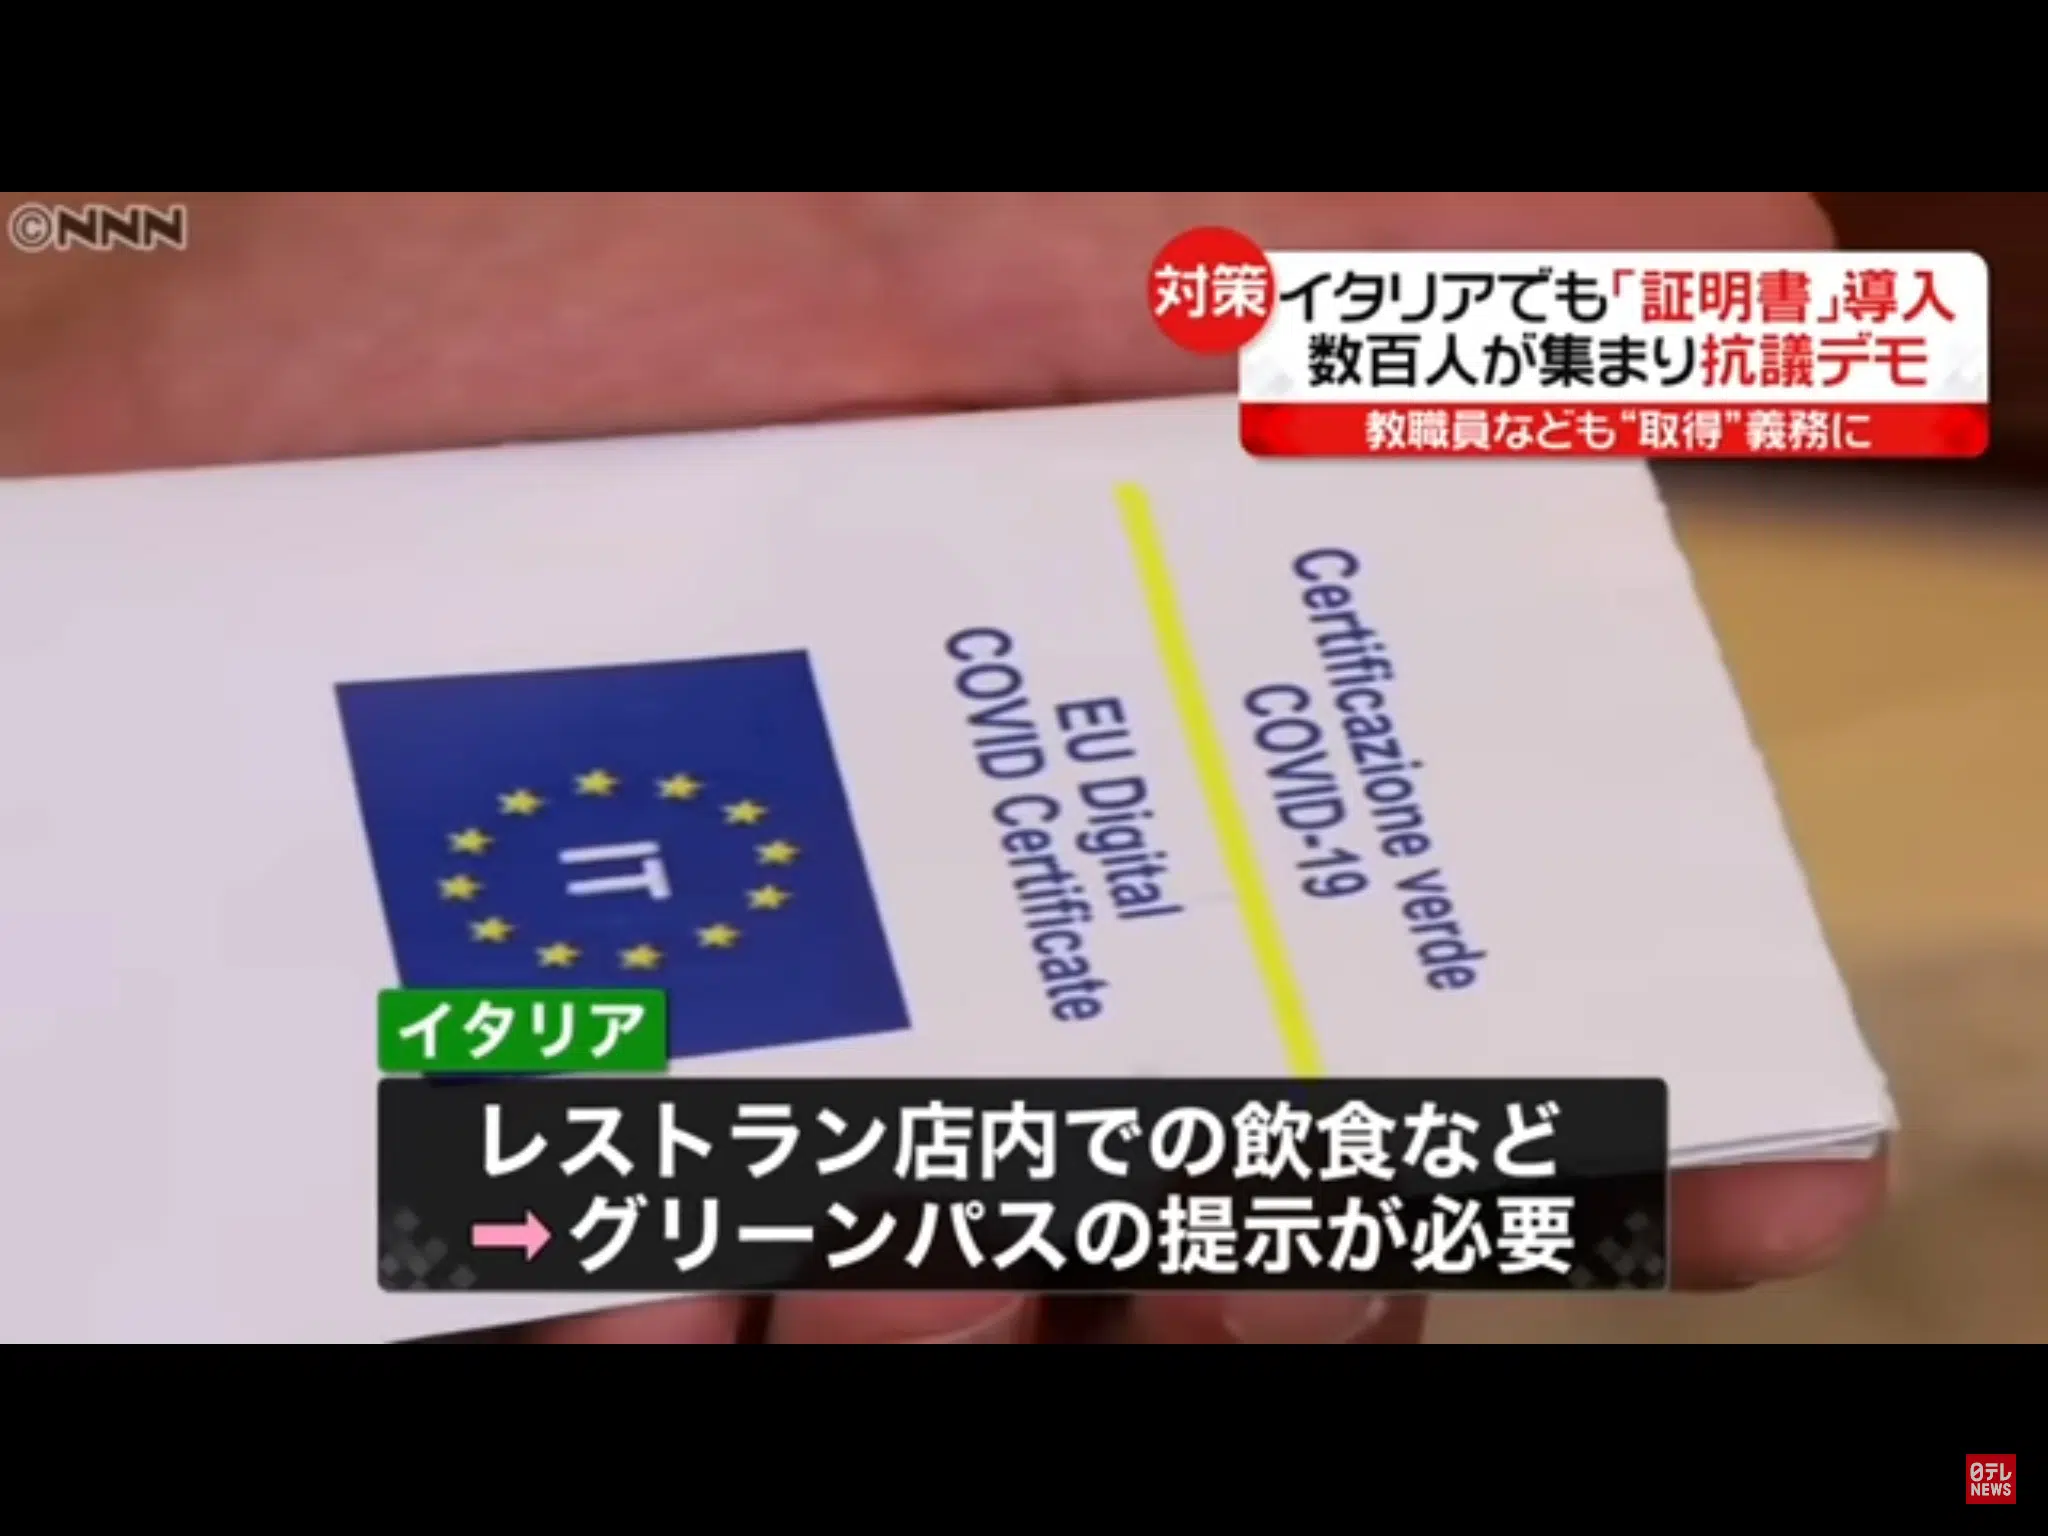 ©NNN
対策
イタリアでも「証明書」導入
数百人が集まり抗議デモ
教職員なども“取得”義務に
Certificazione verde
COVID-19
EU Digital
COVID Certificate
IT
イタリア
レストラン店内での飲食など
➡グリーンパスの提示が必要
日テレ
NEWS